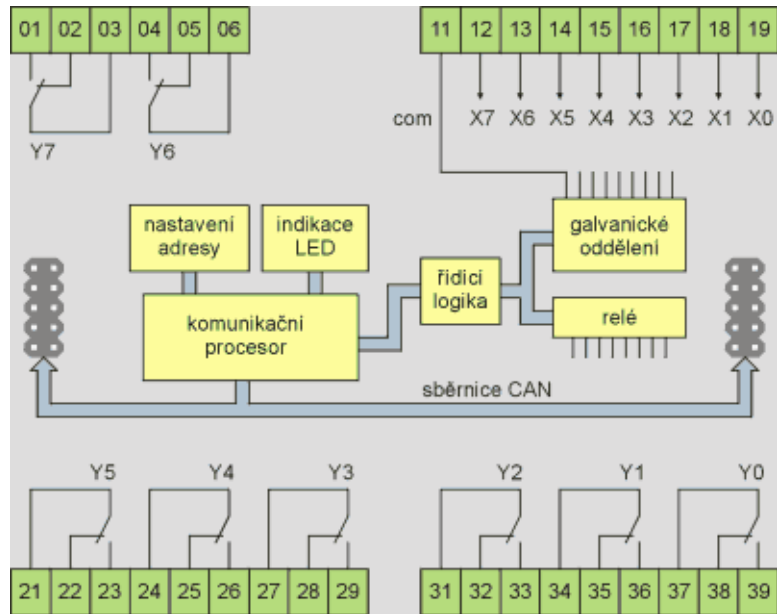 01 02 03 04 05 06
11 12 13 14 15 16 17 18 19
com X7 X6 X5 X4 X3 X2 X1 X0
Y7 Y6
nastavení
adresy
indikace
LED
galvanické
oddělení
řídicí
logika
komunikační
procesor
relé
sběrnice CAN
Y5 Y4 Y3 Y2 Y1 Y0
21 22 23 24 25 26 27 28 29
31 32 33 34 35 36 37 38 39